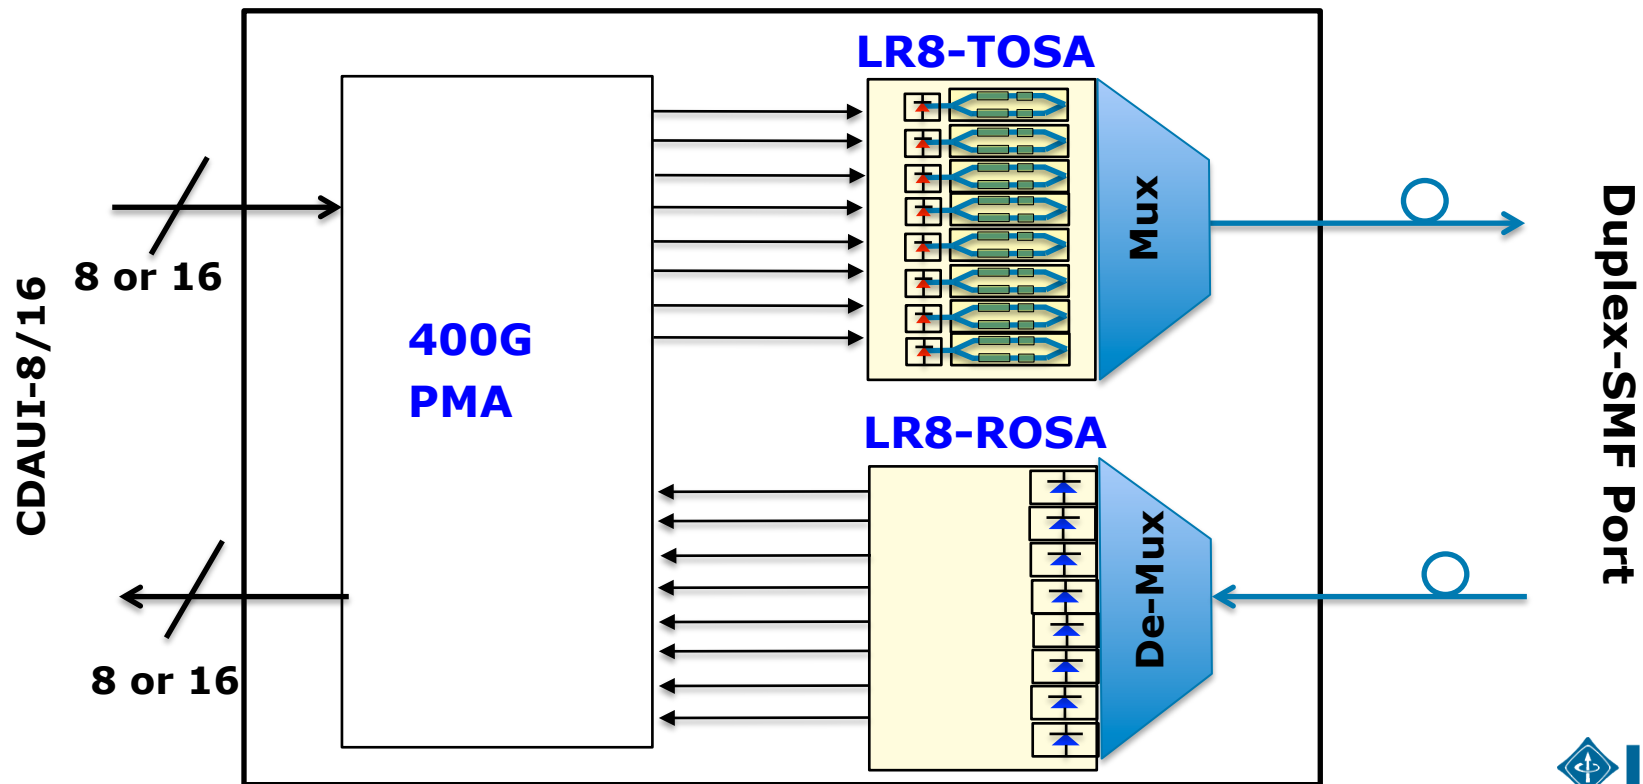 LR8-TOSA
Mux
8 or 16
CDAUI-8/16
400G
PMA
Duplex-SMF Port
LR8-ROSA
De-Mux
8 or 16